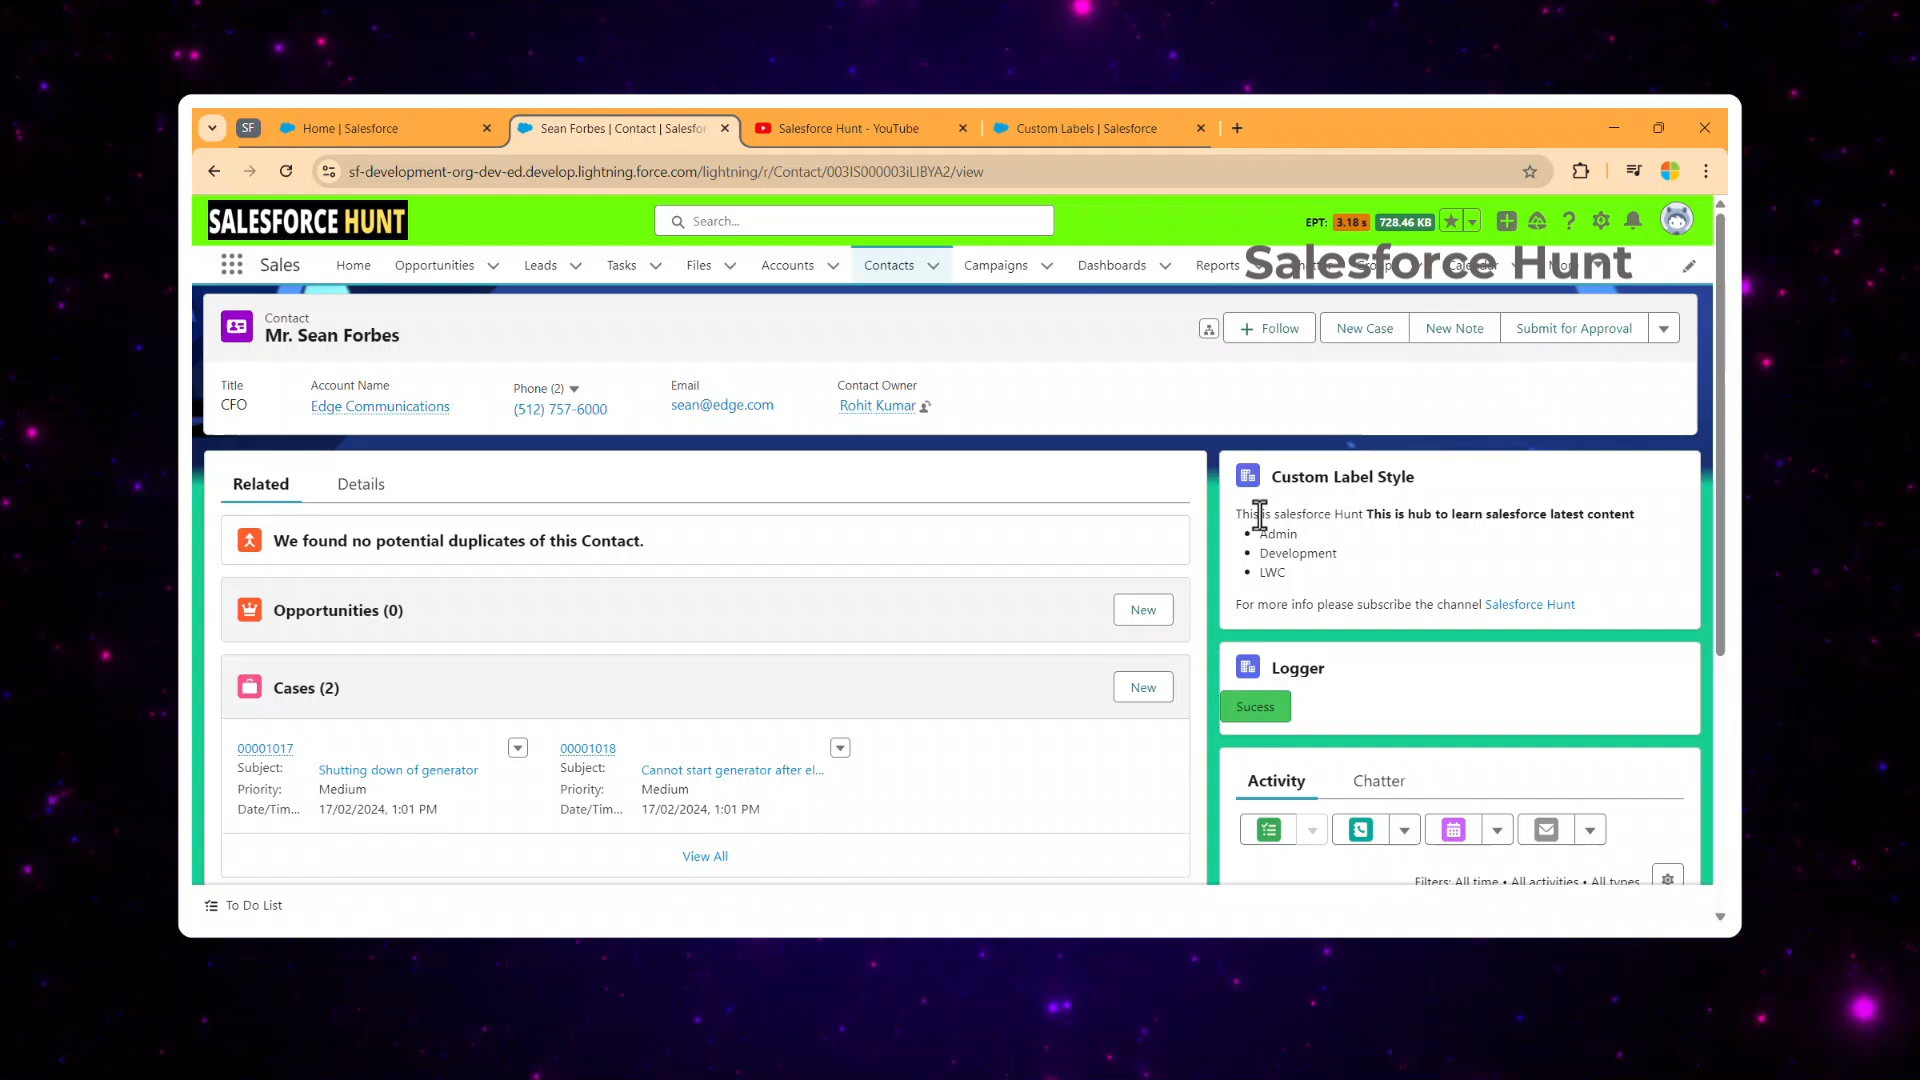 SF Home | Salesforce Sean Forbes | Contact | Salesfor Salesforce Hunt - YouTube Custom Labels | Salesforce
sf-development-org-dev-ed.develop.lightning.force.com/lightning/r/Contact/003IS000003iLIBYA2/view
SALESFORCE HUNT Search... EPT: 3.18 s 728.46 KB
Sales Home Opportunities Leads Tasks Files Accounts Contacts Campaigns Dashboards Reports
Salesforce Hunt
Contact
Mr. Sean Forbes
Follow New Case New Note Submit for Approval
Title Account Name Phone (2) Email Contact Owner
CFO Edge Communications (512) 757-6000 sean@edge.com Rohit Kumar
Related Details
We found no potential duplicates of this Contact.
Opportunities (0) New
Cases (2) New
00001017 00001018
Subject: Shutting down of generator Subject: Cannot start generator after el...
Priority: Medium Priority: Medium
Date/Tim... 17/02/2024, 1:01 PM Date/Tim... 17/02/2024, 1:01 PM
View All
Custom Label Style
This is salesforce Hunt This is hub to learn salesforce latest content
Admin
Development
LWC
For more info please subscribe the channel Salesforce Hunt
Logger
Sucess
Activity Chatter
Filters: All time • All activities • All types
To Do List